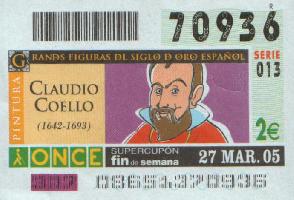 70936
R
GRANDES FIGURAS DEL SIGLO D ORO ESPAÑOL
SERIE
013
PINTURA
CLAUDIO
COELLO
(1642-1693)
2€
ONCE
SUPERCUPÓN
fin de semana
27 MAR. 05